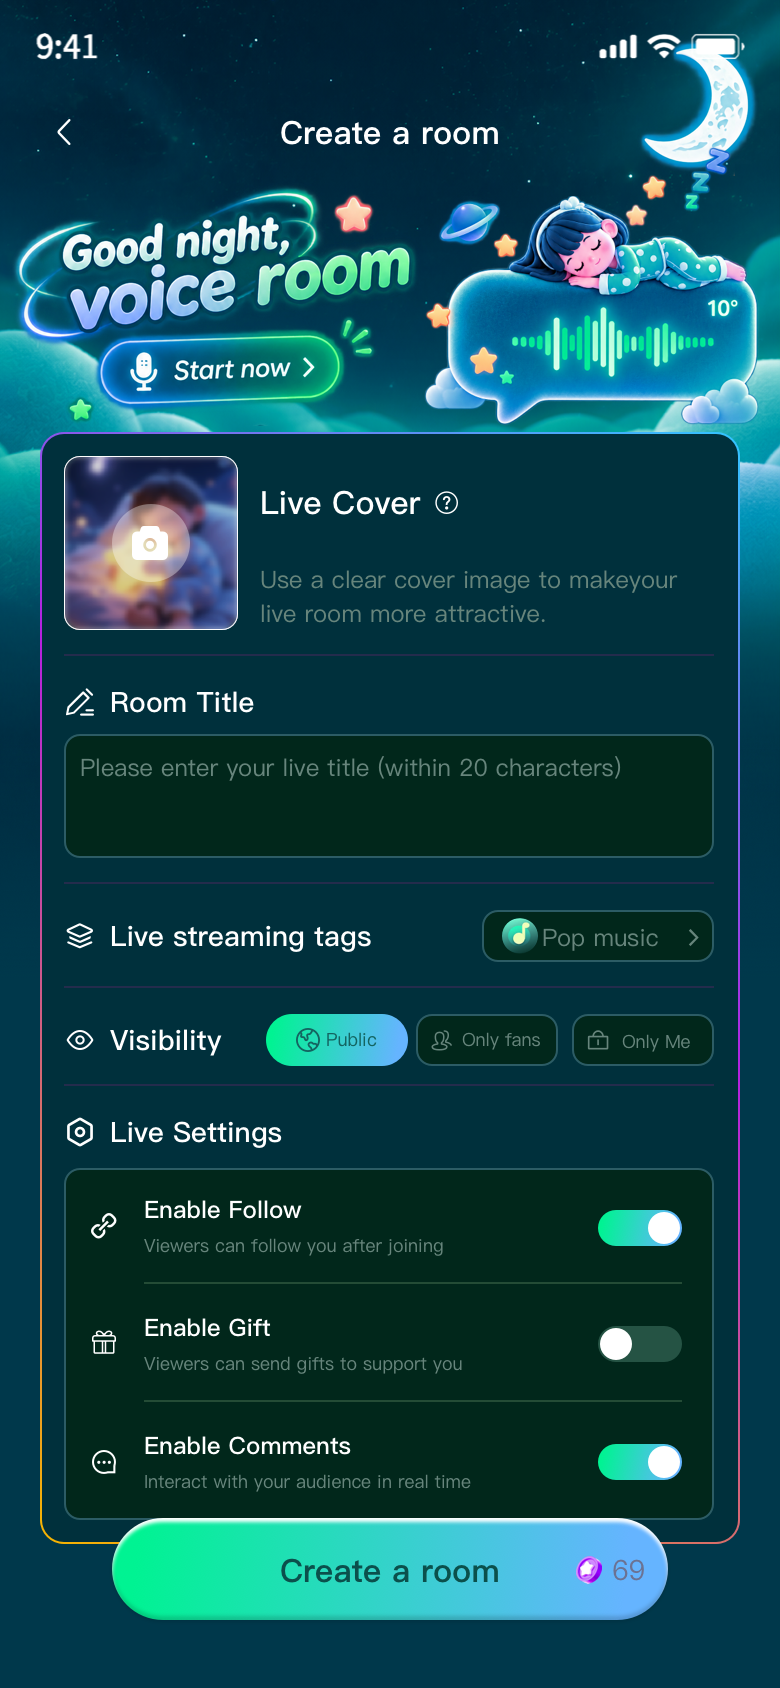 9:41
Create a room
Good night,
voice room
Start now
Z
Z
Z
10°
Live Cover
Use a clear cover image to makeyour
live room more attractive.
Room Title
Please enter your live title (within 20 characters)
Live streaming tags
Pop music
Visibility
Public
Only fans
Only Me
Live Settings
Enable Follow
Viewers can follow you after joining
Enable Gift
Viewers can send gifts to support you
Enable Comments
Interact with your audience in real time
Create a room
69